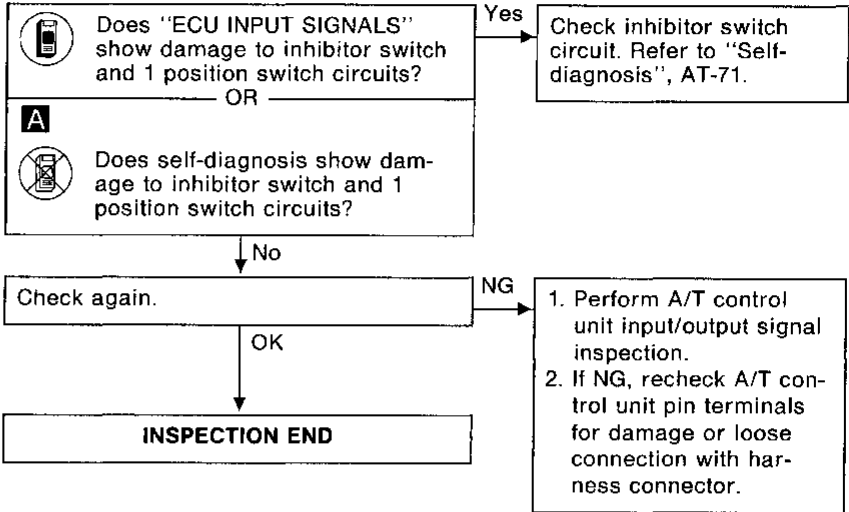 Does "ECU INPUT SIGNALS"
show damage to inhibitor switch
and 1 position switch circuits?
Yes
Check inhibitor switch
circuit. Refer to "Self-
diagnosis", AT-71.
OR
A
Does self-diagnosis show dam-
age to inhibitor switch and 1
position switch circuits?
No
Check again.
NG
1. Perform A/T control
unit input/output signal
inspection.
2. If NG, recheck A/T con-
trol unit pin terminals
for damage or loose
connection with har-
ness connector.
OK
INSPECTION END